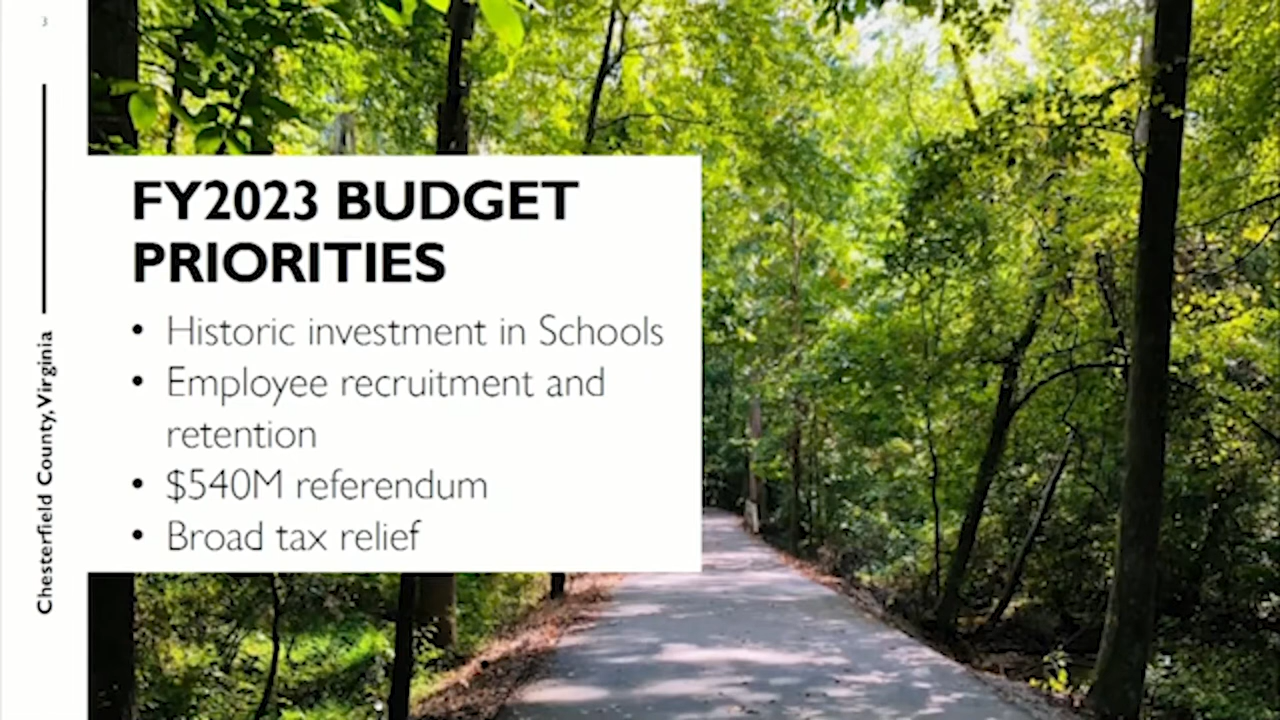 3
Chesterfield County, Virginia
FY2023 BUDGET
PRIORITIES
• Historic investment in Schools
• Employee recruitment and
retention
• $540M referendum
• Broad tax relief